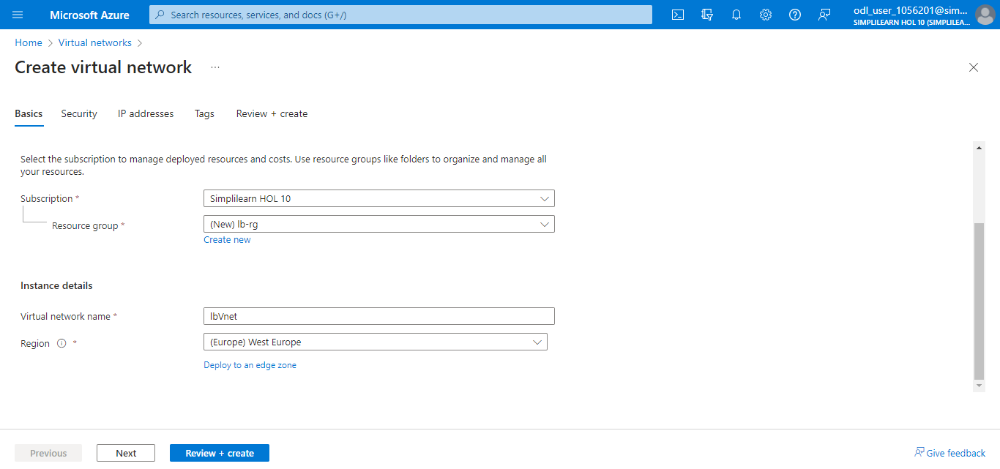 Microsoft Azure
Search resources, services, and docs (G+/)
odl_user_1056201@sim...
SIMPLILEARN HOL 10 (SIMPLILEA...
Home > Virtual networks >
Create virtual network ...
Basics Security IP addresses Tags Review + create
Select the subscription to manage deployed resources and costs. Use resource groups like folders to organize and manage all
your resources.
Subscription * Simplilearn HOL 10
Resource group * (New) lb-rg
Create new
Instance details
Virtual network name * lbVnet
Region * (Europe) West Europe
Deploy to an edge zone
Previous Next Review + create Give feedback